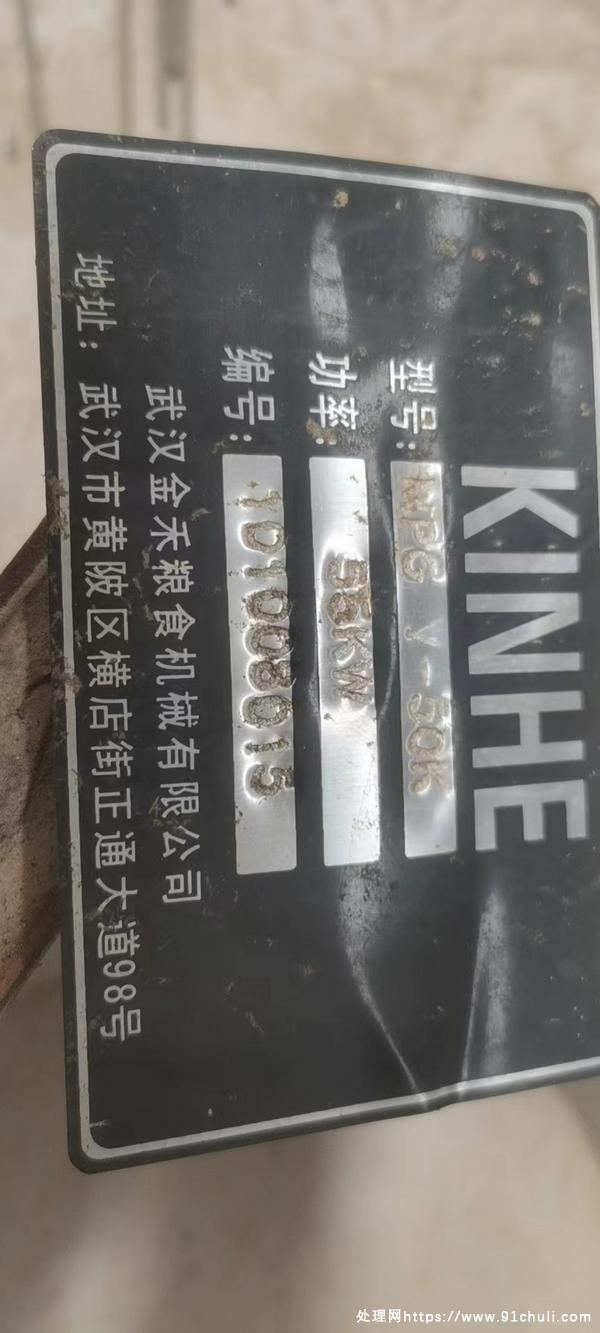 KINHE
型号: MPG Y-50K
功率: 55KW
编号: 101008015
武汉金禾粮食机械有限公司
地址: 武汉市黄陂区横店街正通大道98号
处理网https://www.91chuli.com